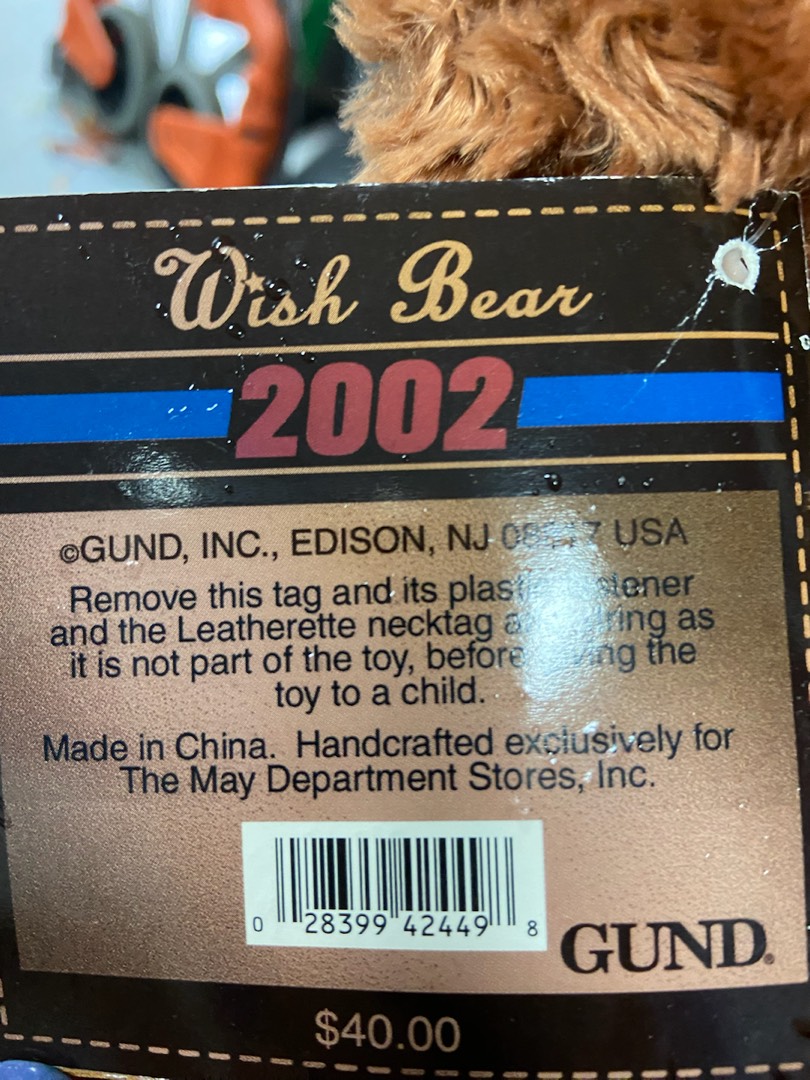 Wish Bear
2002
©GUND, INC., EDISON, NJ USA
Remove this tag and its
and the Leatherette necktag as
it is not part of the toy, before the
toy to a child.
Made in China. Handcrafted exclusively for
The May Department Stores, Inc.
0 28399 42449 8
GUND®
$40.00